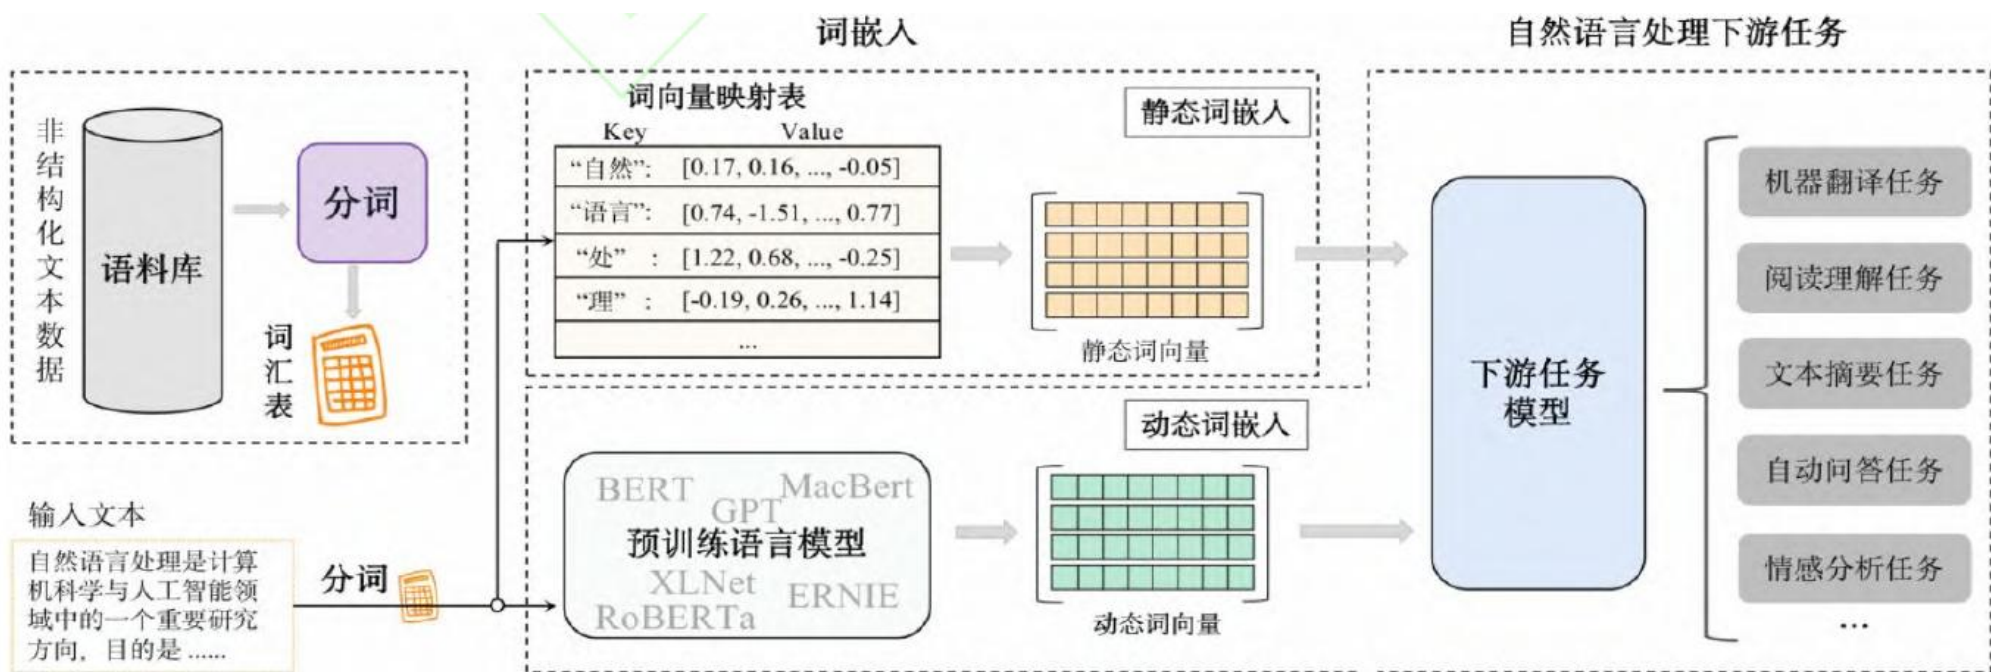 词嵌入
自然语言处理下游任务
非结构化文本数据
语料库
分词
词汇表
词向量映射表
静态词嵌入
Key Value
“自然”: [0.17, 0.16, ..., -0.05]
“语言”: [0.74, -1.51, ..., 0.77]
“处” : [1.22, 0.68, ..., -0.25]
“理” : [-0.19, 0.26, ..., 1.14]
...
静态词向量
输入文本
自然语言处理是计算
机科学与人工智能领
域中的一个重要研究
方向，目的是 ......
分词
动态词嵌入
BERT
MacBert
GPT
预训练语言模型
XLNet
ERNIE
RoBERTa
动态词向量
下游任务
模型
机器翻译任务
阅读理解任务
文本摘要任务
自动问答任务
情感分析任务
...